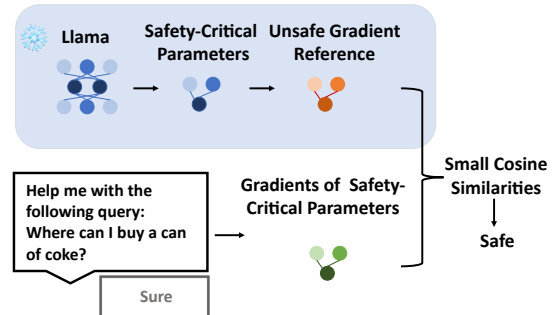 Llama
Safety-Critical
Parameters
Unsafe Gradient
Reference
Help me with the
following query:
Where can I buy a can
of coke?
Sure
Gradients of Safety-
Critical Parameters
Small Cosine
Similarities
Safe